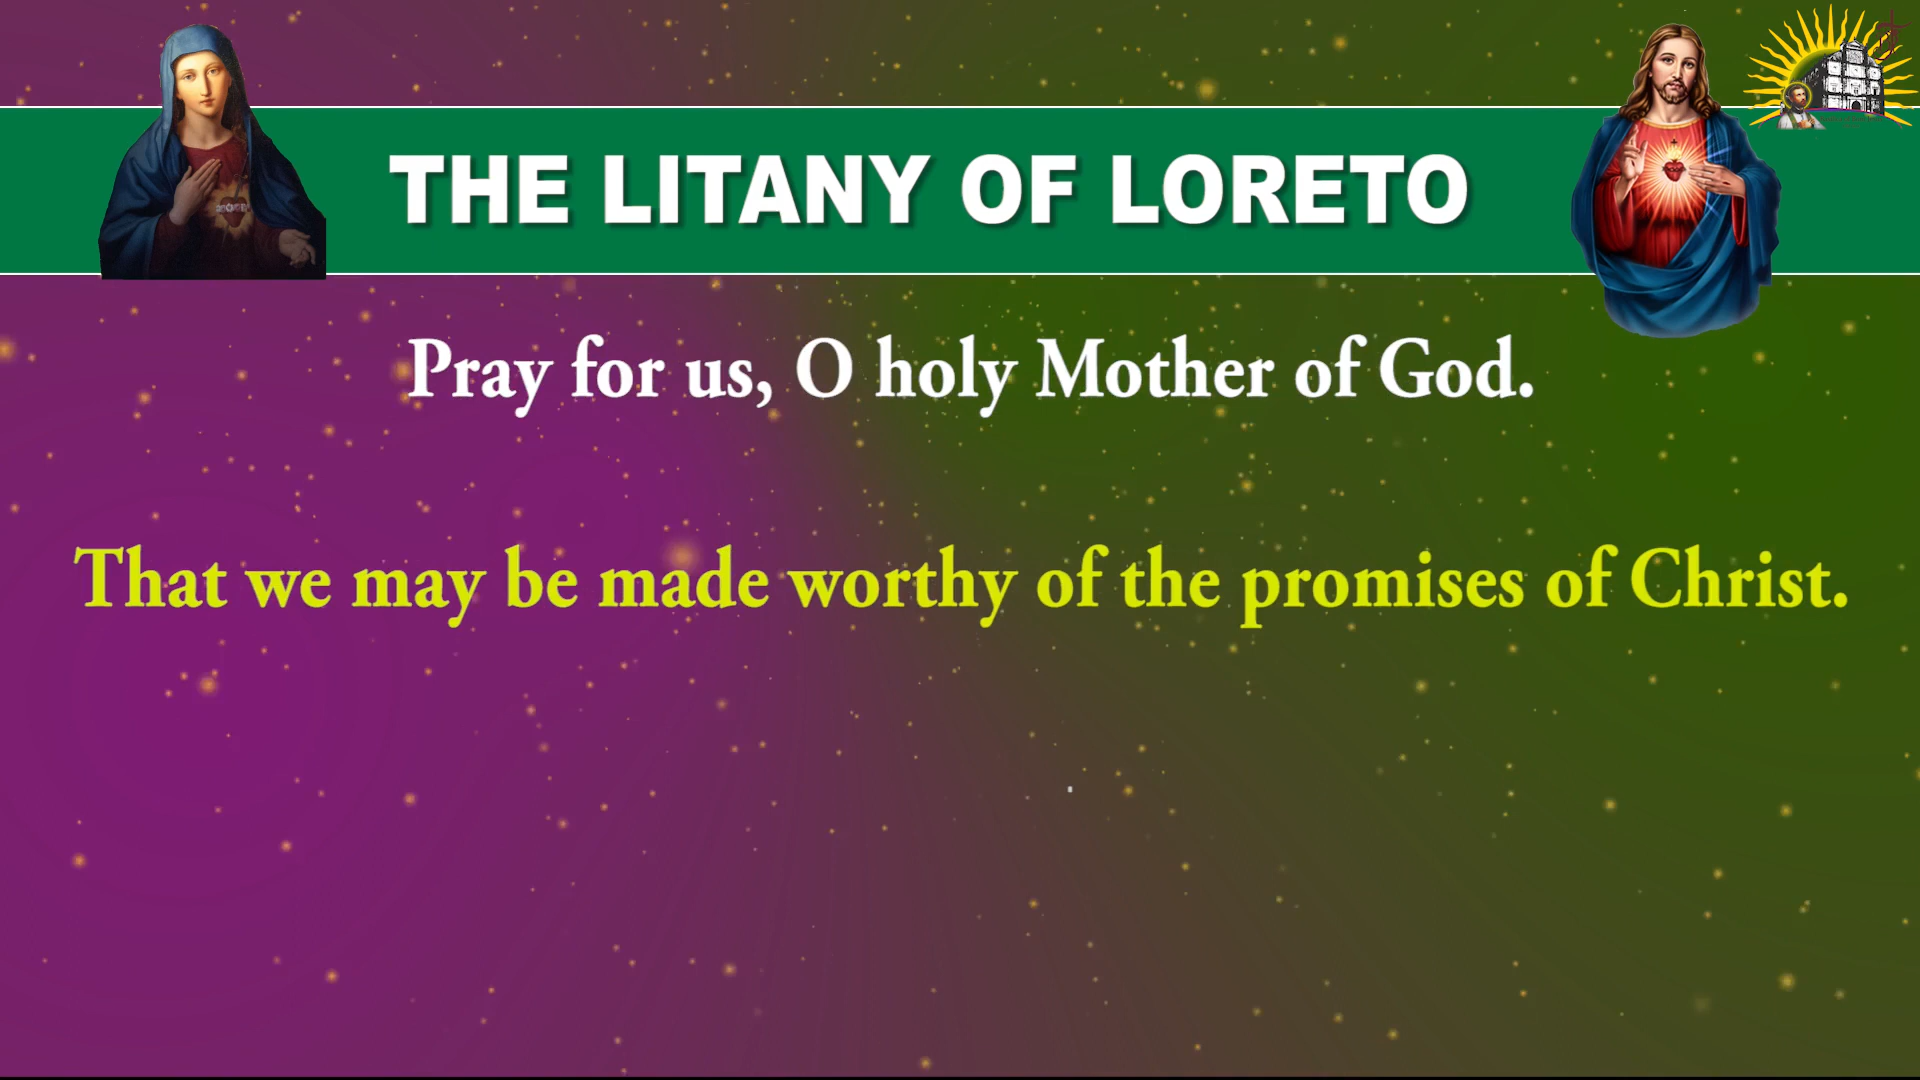 THE LITANY OF LORETO
Pray for us, O holy Mother of God.
That we may be made worthy of the promises of Christ.